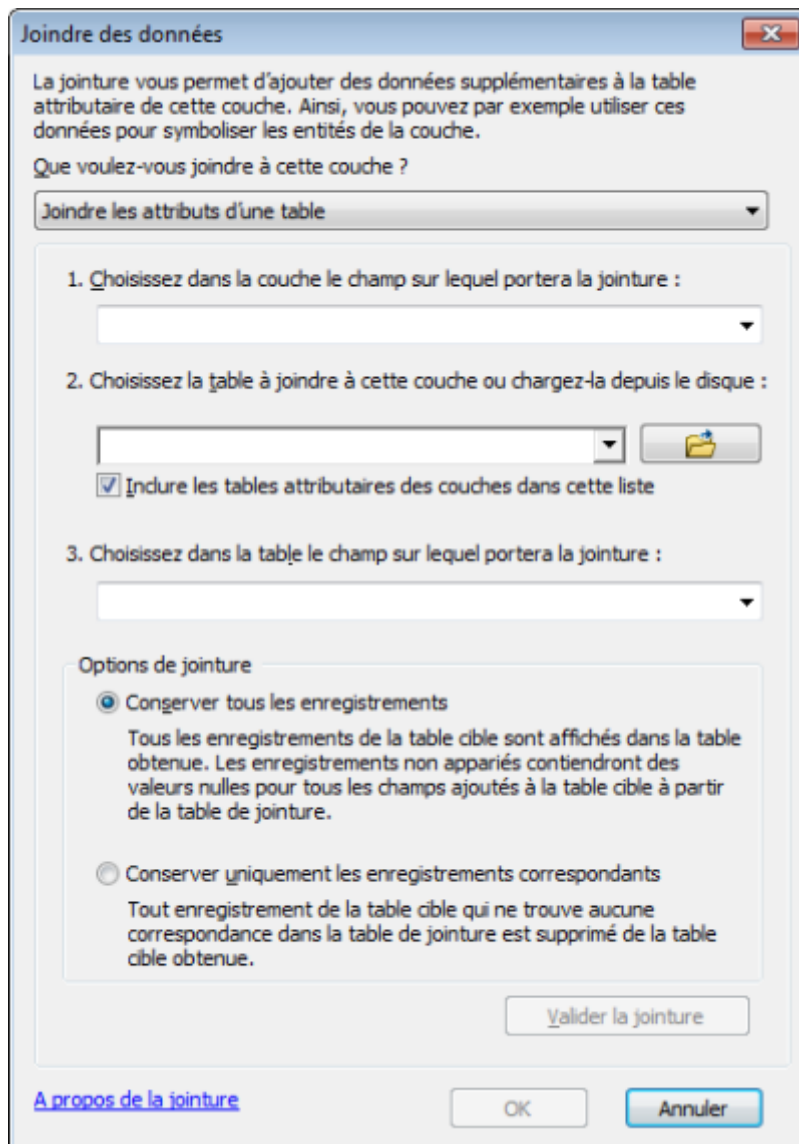 Joindre des données
La jointure vous permet d'ajouter des données supplémentaires à la table
attributaire de cette couche. Ainsi, vous pouvez par exemple utiliser ces
données pour symboliser les entités de la couche.
Que voulez-vous joindre à cette couche ?
Joindre les attributs d'une table
1. Choisissez dans la couche le champ sur lequel portera la jointure :
2. Choisissez la table à joindre à cette couche ou chargez-la depuis le disque :
Inclure les tables attributaires des couches dans cette liste
3. Choisissez dans la table le champ sur lequel portera la jointure :
Options de jointure
Conserver tous les enregistrements
Tous les enregistrements de la table cible sont affichés dans la table
obtenue. Les enregistrements non appariés contiendront des
valeurs nulles pour tous les champs ajoutés à la table cible à partir
de la table de jointure.
Conserver uniquement les enregistrements correspondants
Tout enregistrement de la table cible qui ne trouve aucune
correspondance dans la table de jointure est supprimé de la table
cible obtenue.
Valider la jointure
A propos de la jointure
OK
Annuler